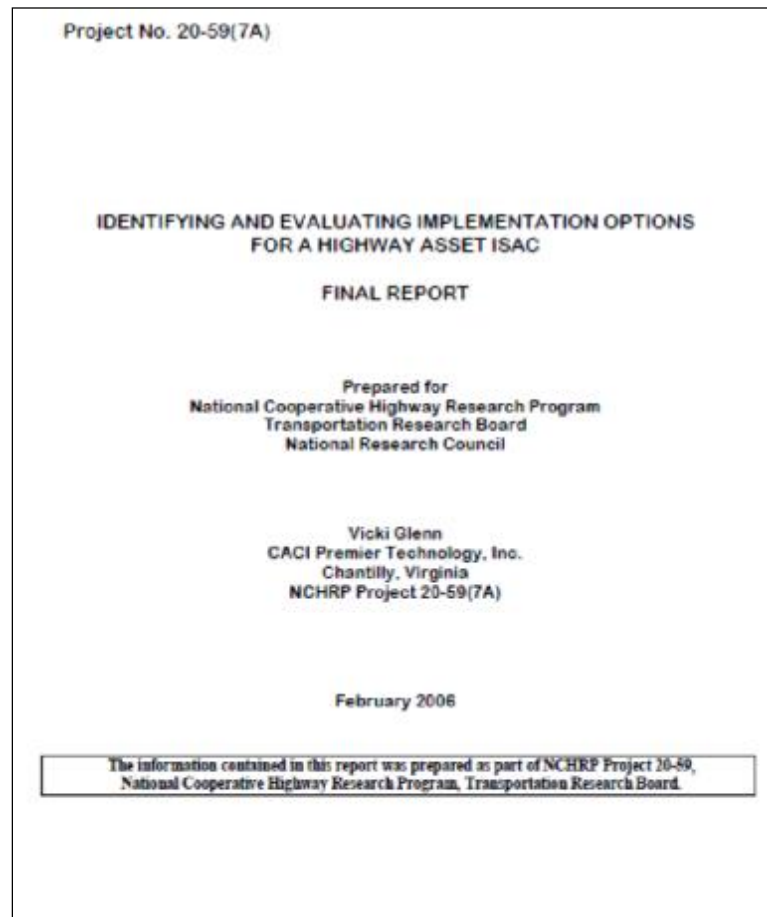 Project No. 20-59(7A)
IDENTIFYING AND EVALUATING IMPLEMENTATION OPTIONS
FOR A HIGHWAY ASSET ISAC
FINAL REPORT
Prepared for
National Cooperative Highway Research Program
Transportation Research Board
National Research Council
Vicki Glenn
CACI Premier Technology, Inc.
Chantilly, Virginia
NCHRP Project 20-59(7A)
February 2006
The information contained in this report was prepared as part of NCHRP Project 20-59,
National Cooperative Highway Research Program, Transportation Research Board.